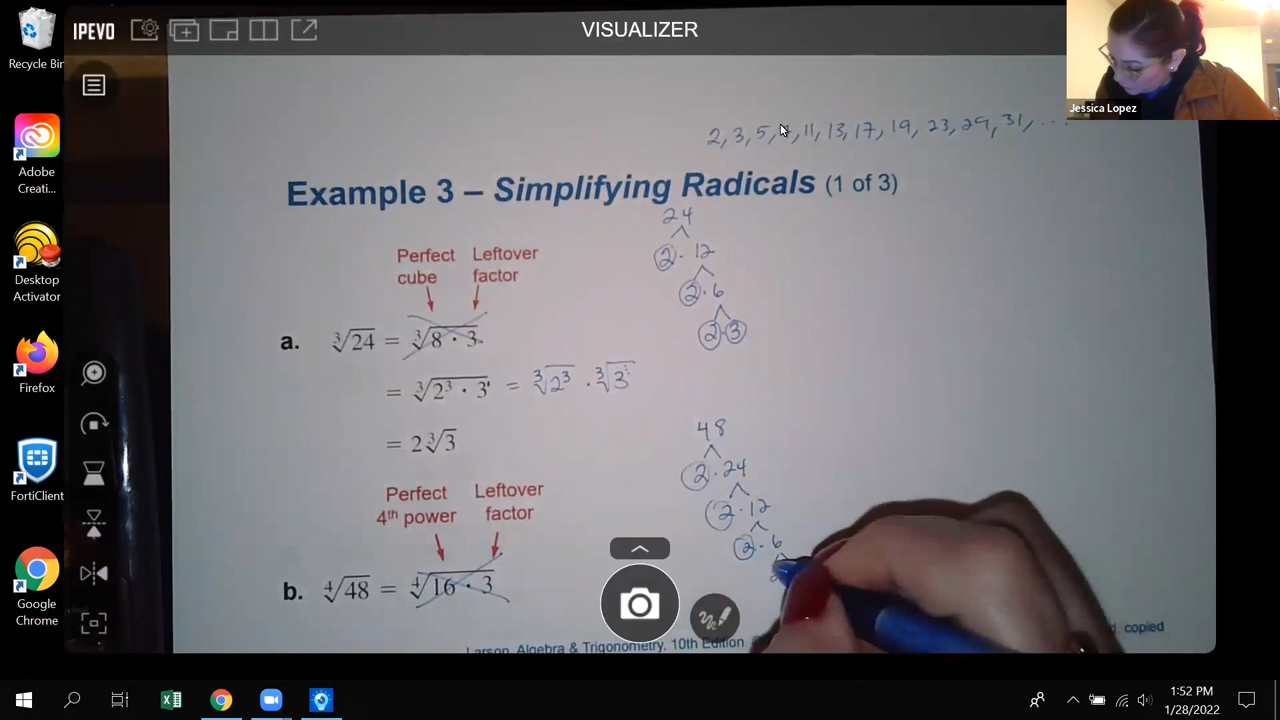 Recycle Bin
IPEVO
VISUALIZER
Jessica Lopez
Adobe
Creati...
Desktop
Activator
Firefox
FortiClient
Google
Chrome
2, 3, 5, 11, 13, 17, 19, 23, 29, 31, ...
Example 3 – Simplifying Radicals (1 of 3)
24
2 · 12
2 · 6
2 · 3
Perfect cube
Leftover factor
a. ∛24 = ∛8 · 3
= ∛2³ · 3¹ = ∛2³ · ∛3¹
= 2∛3
48
2 · 24
2 · 12
2 · 6
Perfect 4th power
Leftover factor
b. ∜48 = ∜16 · 3
Larson, Algebra & Trigonometry, 10th Edition.
copied
1:52 PM
1/28/2022